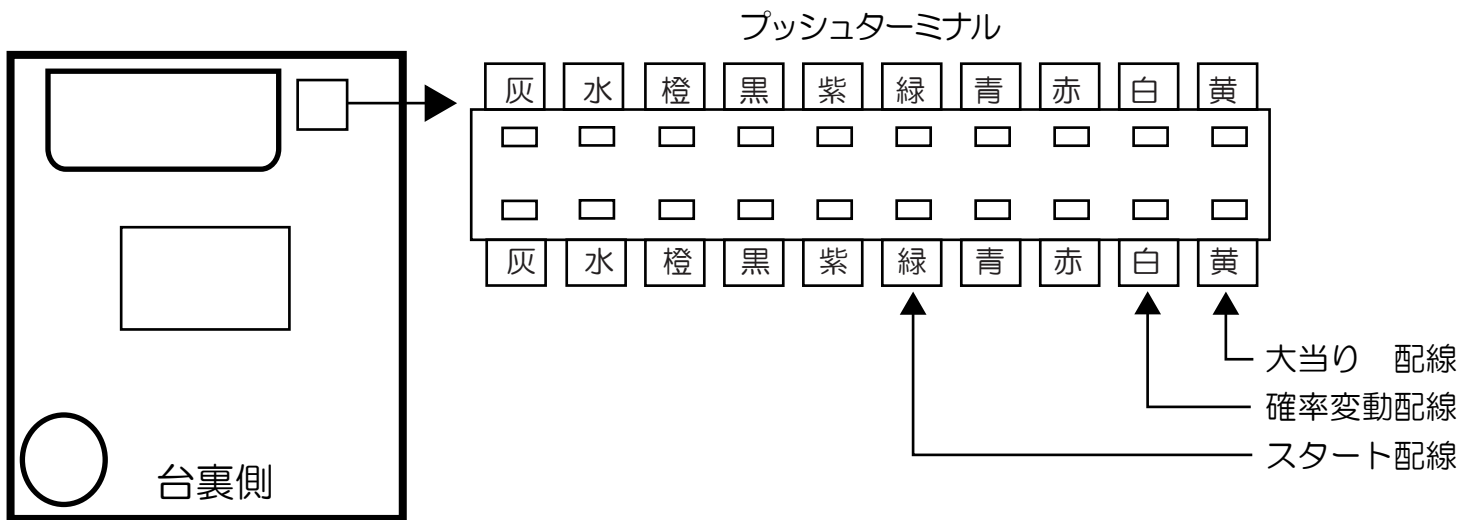 プッシュターミナル
灰 水 橙 黒 紫 緑 青 赤 白 黄
灰 水 橙 黒 紫 緑 青 赤 白 黄
大当り 配線
確率変動配線
スタート配線
台裏側